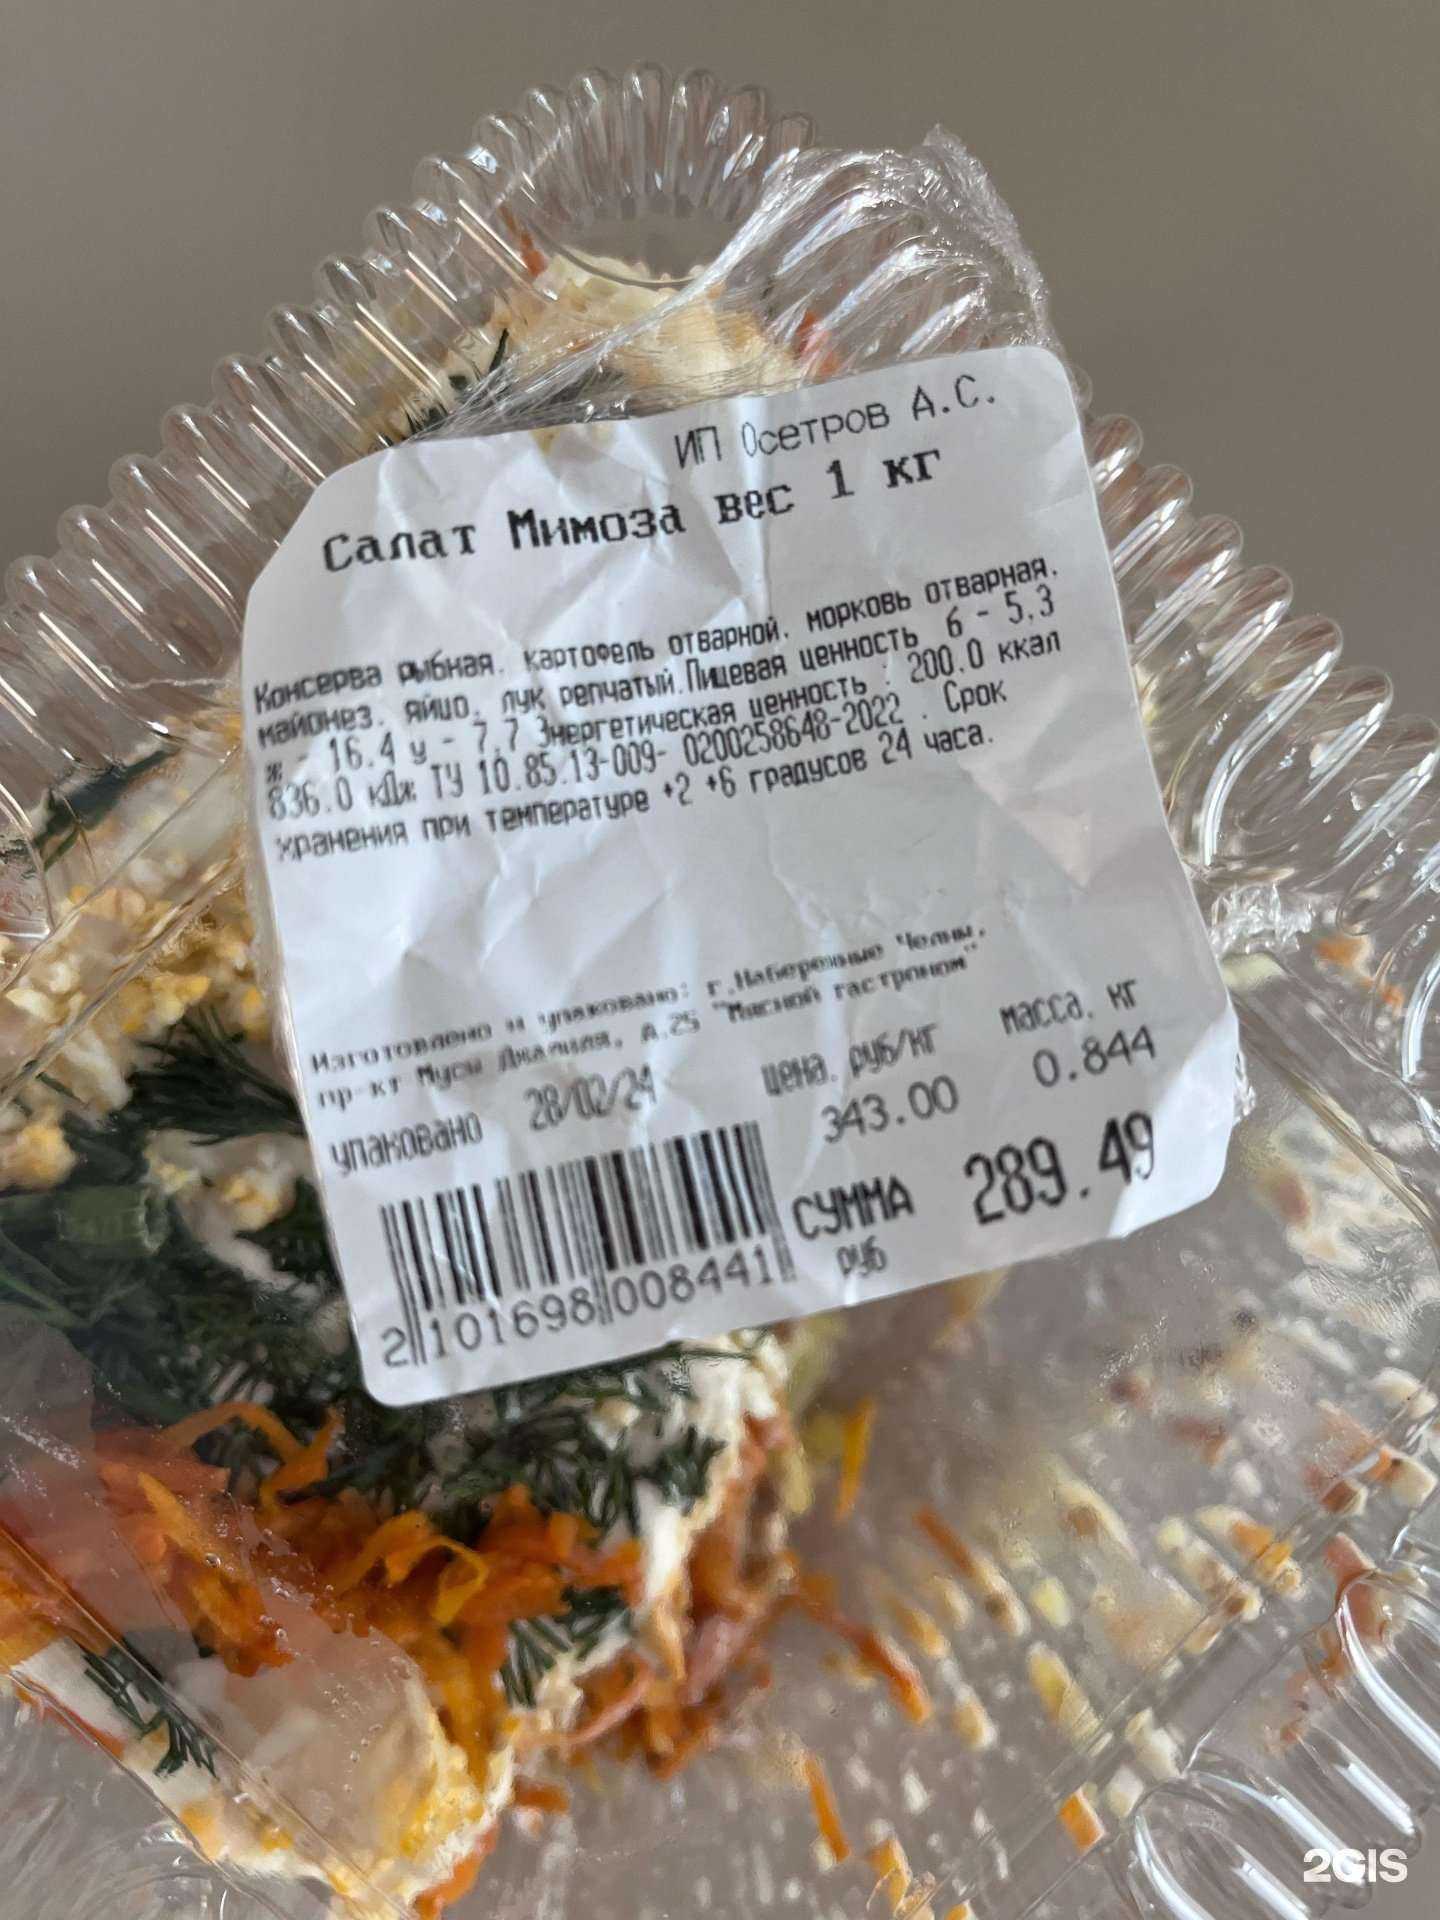 ИП Осетров А.С.
Салат Мимоза вес 1 кг
Консерва рыбная. картофель отварной. морковь отварная.
майонез. яйцо. лук репчатый.Пищевая ценность 6 - 5,3
ж - 16.4 у - 7,7 Энергетическая ценность : 200.0 ккал
836.0 кДж ТУ 10.85.13-009- 0200258648-2022 . Срок
хранения при температуре +2 +6 градусов 24 часа.
Изготовлено и упаковано: г.Набережные Челны.
пр-кт Мусы Джалиля, д.25 "Мясной гастроном"
упаковано 28/02/24 цена. руб/кг масса. кг
343.00 0.844
СУММА 289.49
руб
2 101698 008441
2GIS